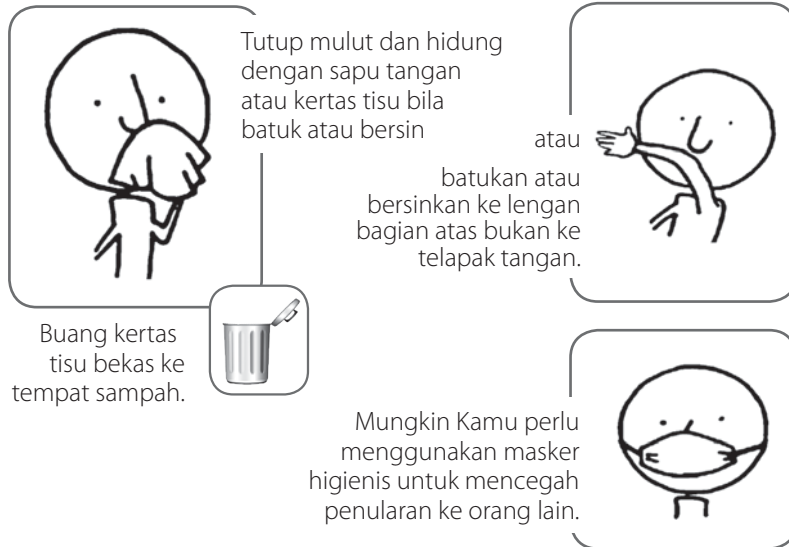 Tutup mulut dan hidung
dengan sapu tangan
atau kertas tisu bila
batuk atau bersin
atau
batukan atau
bersinkan ke lengan
bagian atas bukan ke
telapak tangan.
Buang kertas
tisu bekas ke
tempat sampah.
Mungkin Kamu perlu
menggunakan masker
higienis untuk mencegah
penularan ke orang lain.